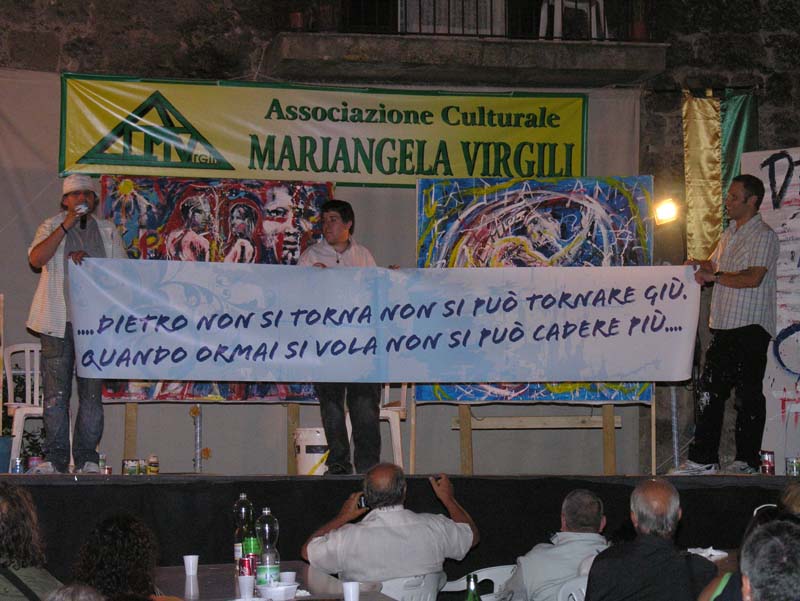 Associazione Culturale
MARIANGELA VIRGILI
....DIETRO NON SI TORNA NON SI PUÒ TORNARE GIÙ.
QUANDO ORMAI SI VOLA NON SI PUÒ CADERE PIÙ....